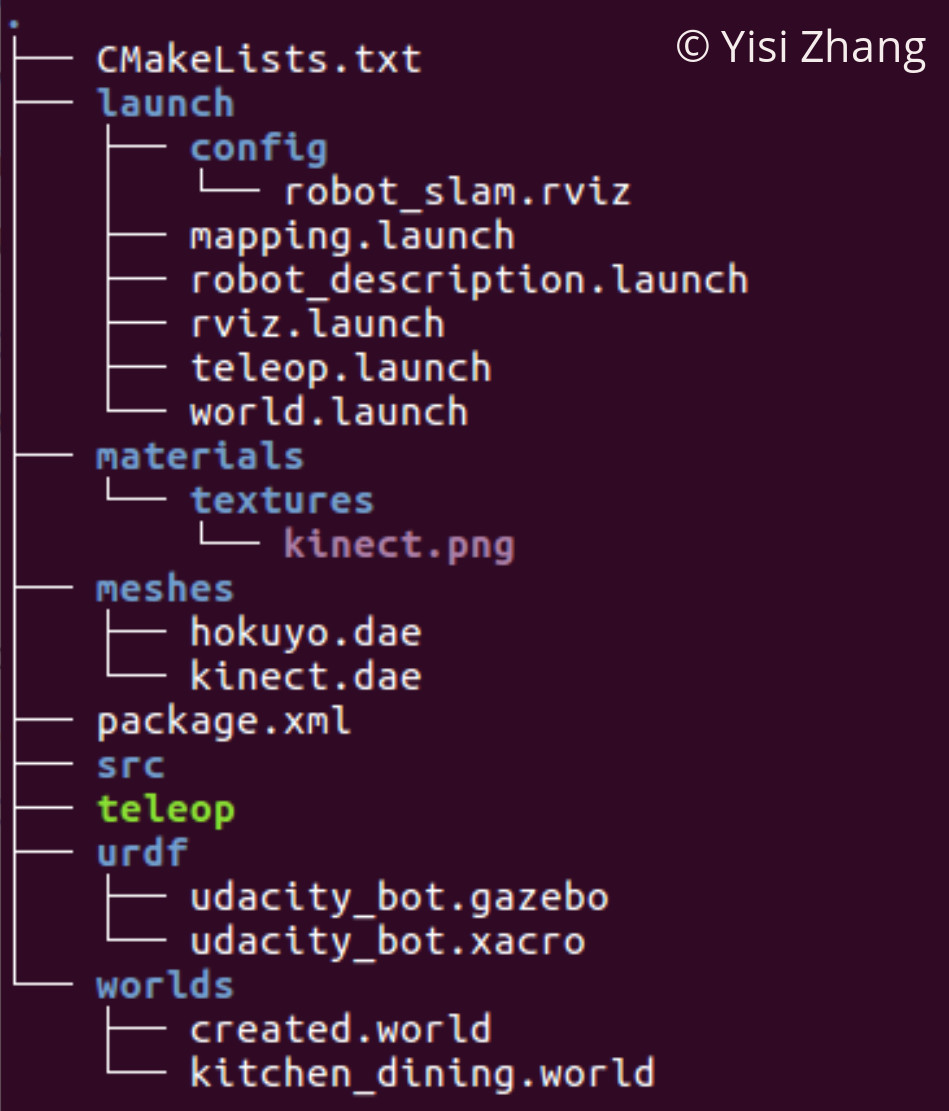 .
© Yisi Zhang
├── CMakeLists.txt
├── launch
│   ├── config
│   │   └── robot_slam.rviz
│   ├── mapping.launch
│   ├── robot_description.launch
│   ├── rviz.launch
│   ├── teleop.launch
│   └── world.launch
├── materials
│   └── textures
│       └── kinect.png
├── meshes
│   ├── hokuyo.dae
│   └── kinect.dae
├── package.xml
├── src
├── teleop
├── urdf
│   ├── udacity_bot.gazebo
│   └── udacity_bot.xacro
└── worlds
    ├── created.world
    └── kitchen_dining.world